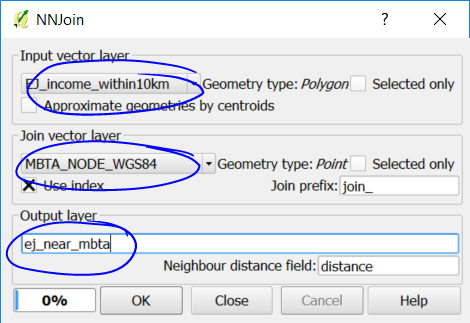 NNJoin
?
Input vector layer
EJ_income_within10km Geometry type: Polygon Selected only
Approximate geometries by centroids
Join vector layer
MBTA_NODE_WGS84 Geometry type: Point Selected only
Use index Join prefix: join_
Output layer
ej_near_mbta
Neighbour distance field: distance
0% OK Close Cancel Help